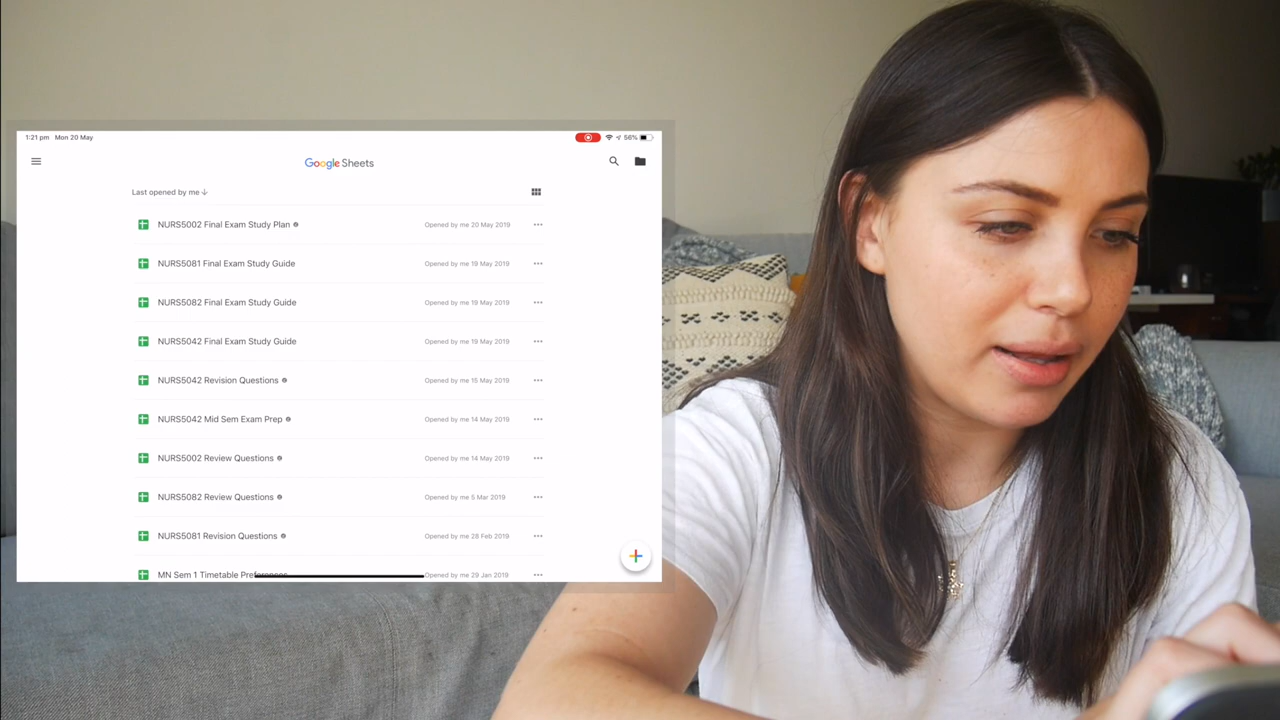 1:21 pm Mon 20 May 56%
Google Sheets
Last opened by me ↓
NURS5002 Final Exam Study Plan Opened by me 20 May 2019
NURS5081 Final Exam Study Guide Opened by me 19 May 2019
NURS5082 Final Exam Study Guide Opened by me 19 May 2019
NURS5042 Final Exam Study Guide Opened by me 19 May 2019
NURS5042 Revision Questions Opened by me 15 May 2019
NURS5042 Mid Sem Exam Prep Opened by me 14 May 2019
NURS5002 Review Questions Opened by me 14 May 2019
NURS5082 Review Questions Opened by me 5 Mar 2019
NURS5081 Revision Questions Opened by me 28 Feb 2019
MN Sem 1 Timetable Preferences Opened by me 29 Jan 2019